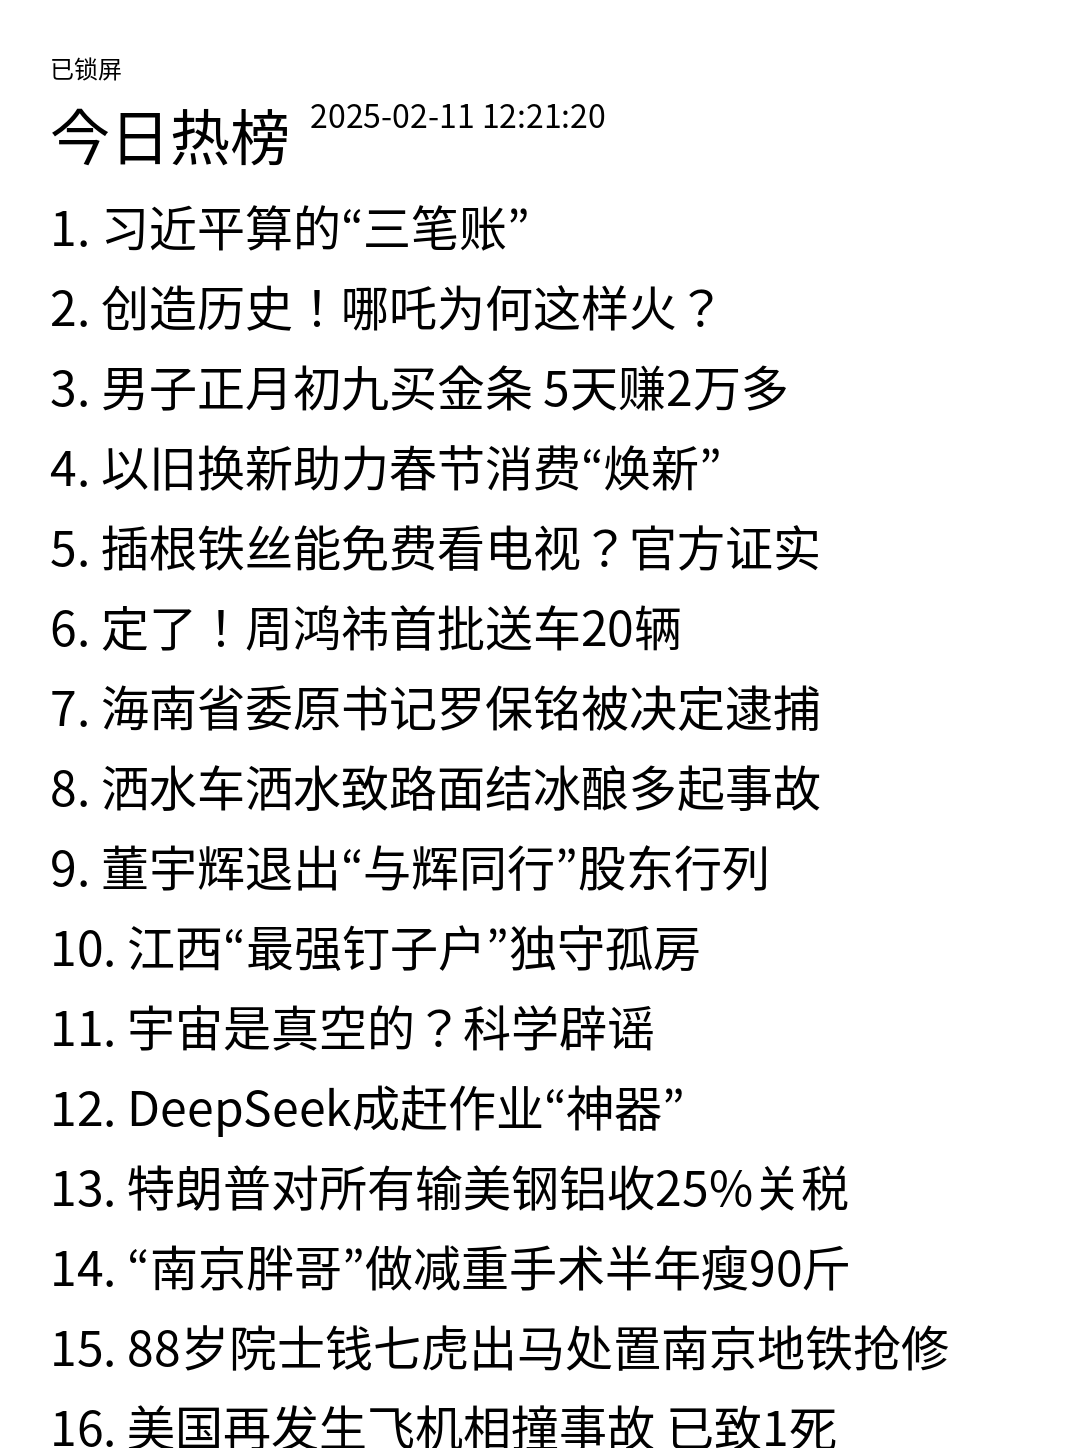 已锁屏
今日热榜 2025-02-11 12:21:20
1. 习近平算的“三笔账”
2. 创造历史！哪吒为何这样火？
3. 男子正月初九买金条 5天赚2万多
4. 以旧换新助力春节消费“焕新”
5. 插根铁丝能免费看电视？官方证实
6. 定了！周鸿祎首批送车20辆
7. 海南省委原书记罗保铭被决定逮捕
8. 洒水车洒水致路面结冰酿多起事故
9. 董宇辉退出“与辉同行”股东行列
10. 江西“最强钉子户”独守孤房
11. 宇宙是真空的？科学辟谣
12. DeepSeek成赶作业“神器”
13. 特朗普对所有输美钢铝收25%关税
14. “南京胖哥”做减重手术半年瘦90斤
15. 88岁院士钱七虎出马处置南京地铁抢修
16. 美国再发生飞机相撞事故 已致1死